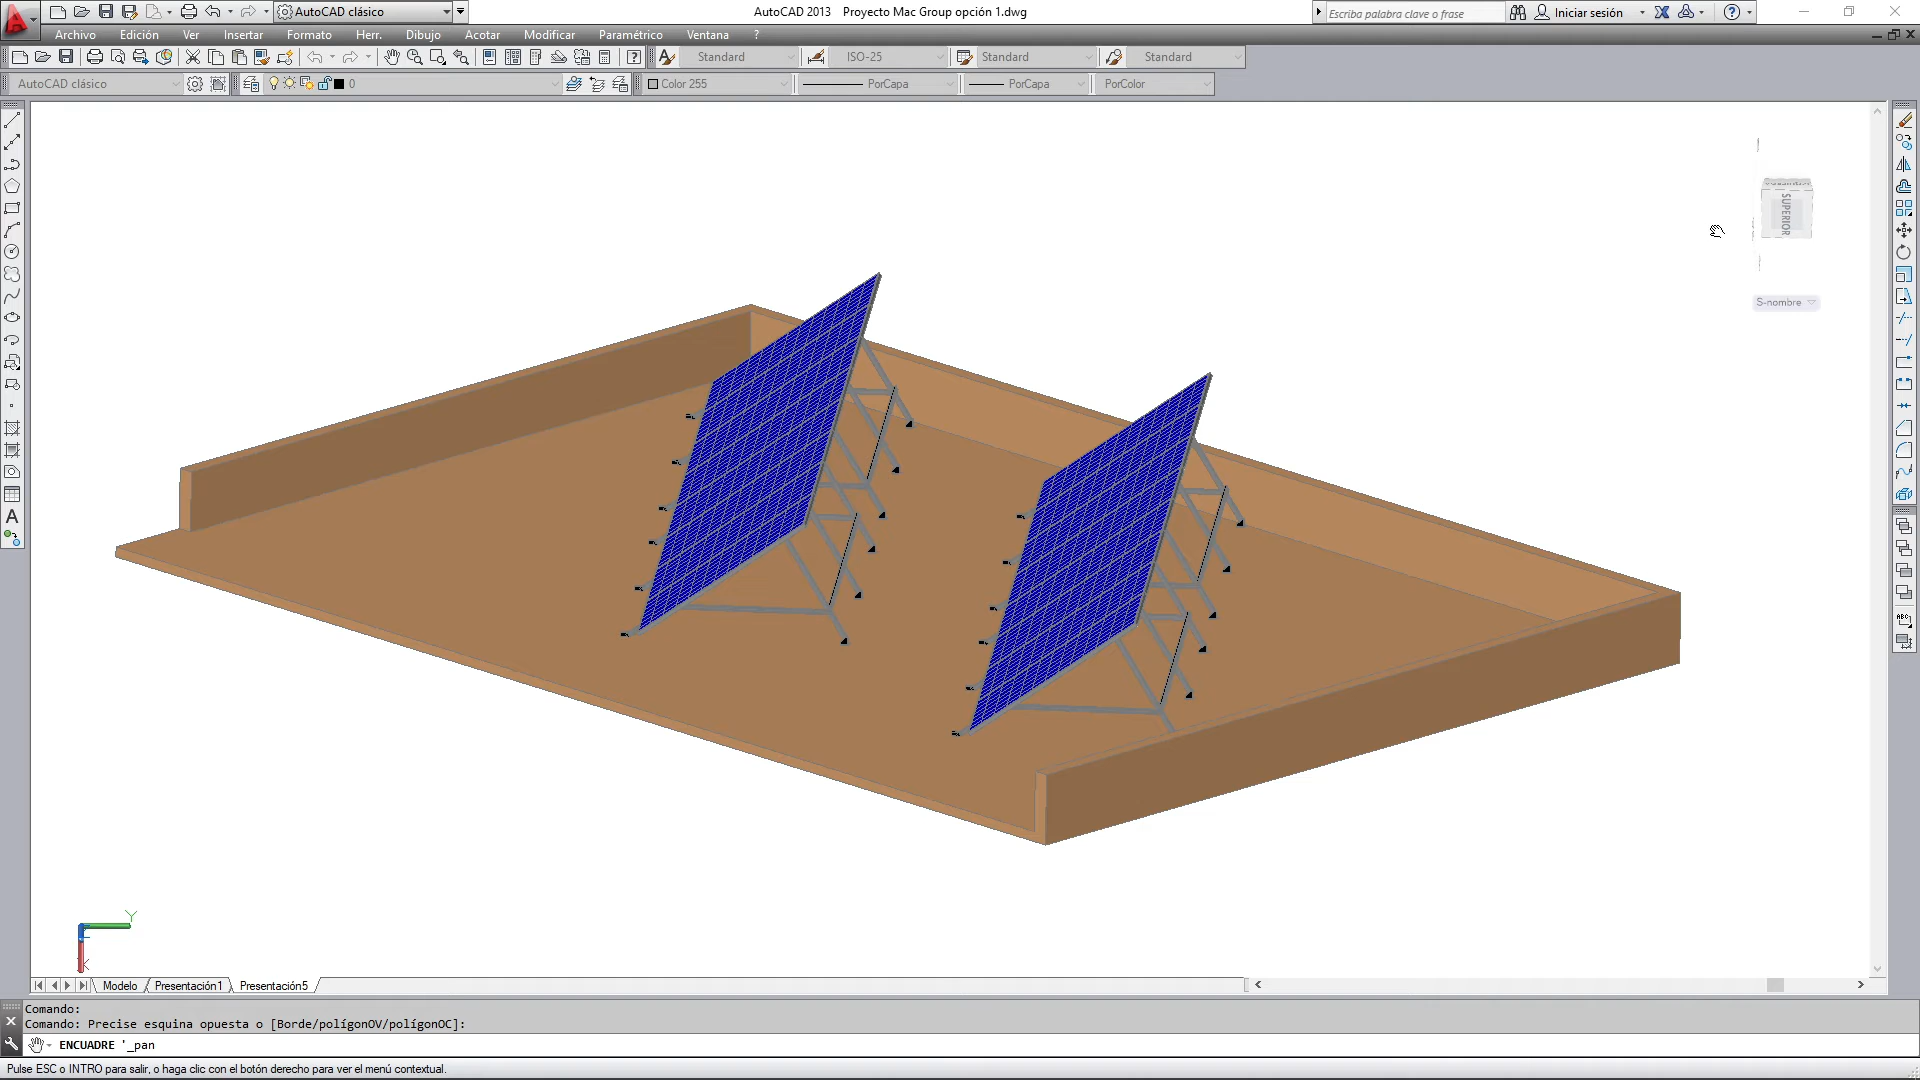 AutoCAD clásico
AutoCAD 2013 Proyecto Mac Group opción 1.dwg
Escriba palabra clave o frase
Iniciar sesión
?
Archivo Edición Ver Insertar Formato Herr. Dibujo Acotar Modificar Paramétrico Ventana ?
Standard ISO-25 Standard Standard
AutoCAD clásico 0 Color 255 PorCapa PorCapa PorColor
SUPERIOR
S-nombre
A
ABC
Y
X
Modelo Presentación1 Presentación5
Comando:
Comando: Precise esquina opuesta o [Borde/polígonOV/polígonOC]:
ENCUADRE '_pan
Pulse ESC o INTRO para salir, o haga clic con el botón derecho para ver el menú contextual.